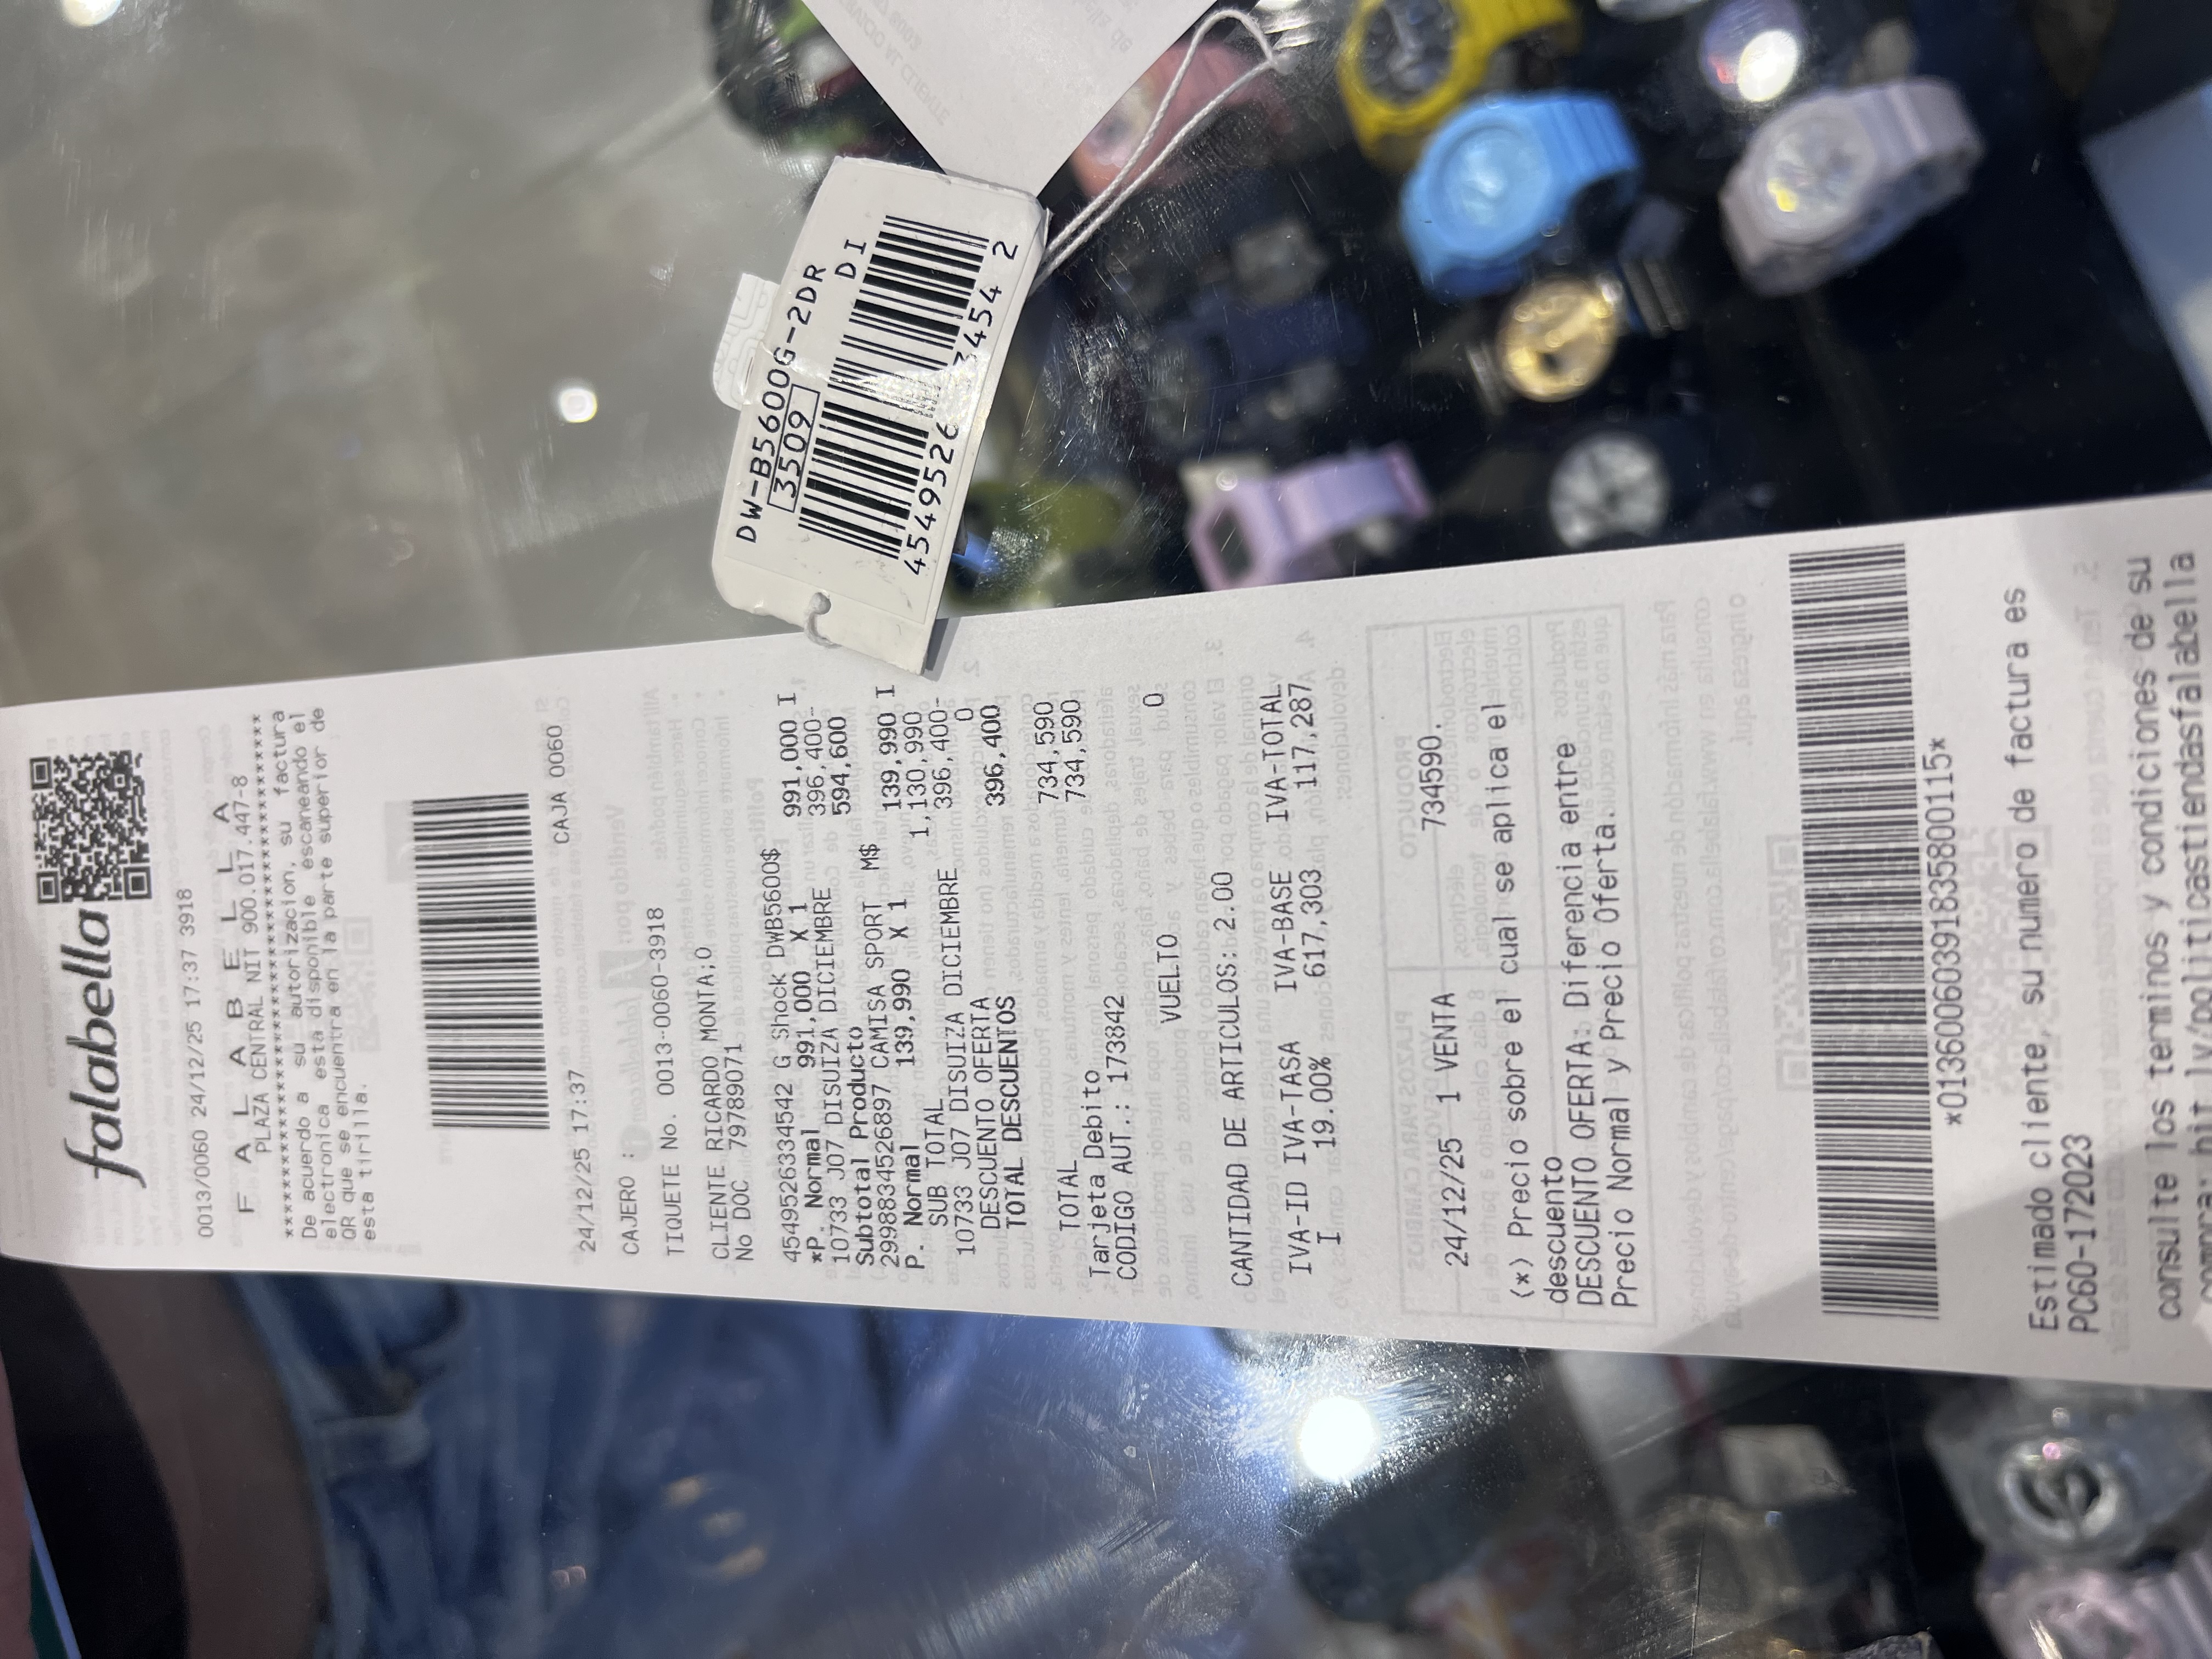 falabella
0013/0060 24/12/25 17:37 3918
F A L A B E L L A
PLAZA CENTRAL NIT 900.017.447-8
****************************************
De acuerdo a su autorizacion, su factura
electronica esta disponible escaneando el
QR que se encuentra en la parte superior de
esta tirilla.
24/12/25 17:37 CAJA 0060
CAJERO :
TIQUETE No. 0013-0060-3918
CLIENTE RICARDO MONTA;O
No DOC 79789071
4549526334542 G Shock DWB5600$ 991,000 I
*P. Normal 991,000 X 1 396,400-
10733 J07 DISUIZA DICIEMBRE 594,600
Subtotal Producto
2998834526897 CAMISA SPORT M$ 139,990 I
P. Normal 139,990 X 1
SUB TOTAL 1,130,990
10733 J07 DISUIZA DICIEMBRE 396,400-
DESCUENTO OFERTA 0
TOTAL DESCUENTOS 396,400
TOTAL 734,590
Tarjeta Debito 734,590
CODIGO AUT.: 173842
VUELTO 0
CANTIDAD DE ARTICULOS: 2.00
IVA-ID IVA-TASA IVA-BASE IVA-TOTAL
I 19.00% 617,303 117,287
24/12/25 1 VENTA 734590.
(*) Precio sobre el cual se aplica el
descuento
DESCUENTO OFERTA: Diferencia entre
Precio Normal y Precio Oferta.
*01360060391835800115*
Estimado cliente, su numero de factura es
PC60-172023
consulte los terminos y condiciones de su
compra: bit.ly/politicastiendasfalabella
DW-B5600G-2DR
3509 DI